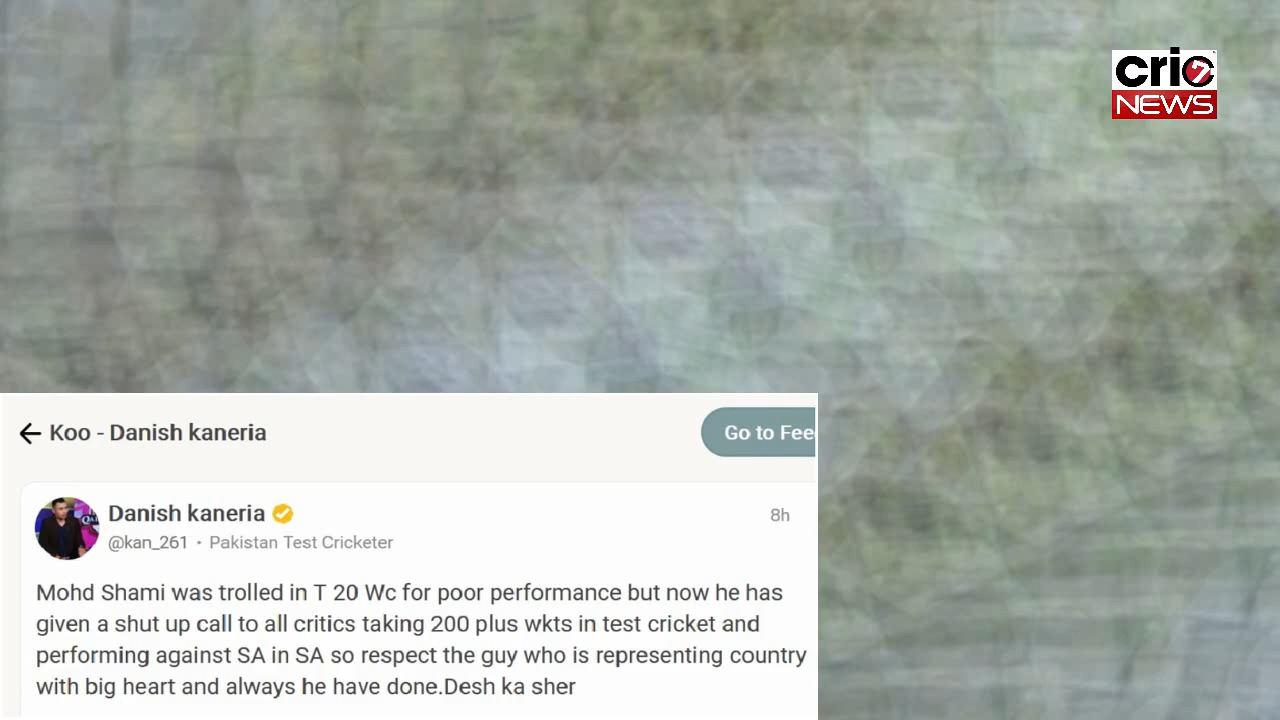 cric7
NEWS
Koo - Danish kaneria
Go to Fee
Danish kaneria
8h
@kan_261 • Pakistan Test Cricketer
Mohd Shami was trolled in T 20 Wc for poor performance but now he has
given a shut up call to all critics taking 200 plus wkts in test cricket and
performing against SA in SA so respect the guy who is representing country
with big heart and always he have done.Desh ka sher